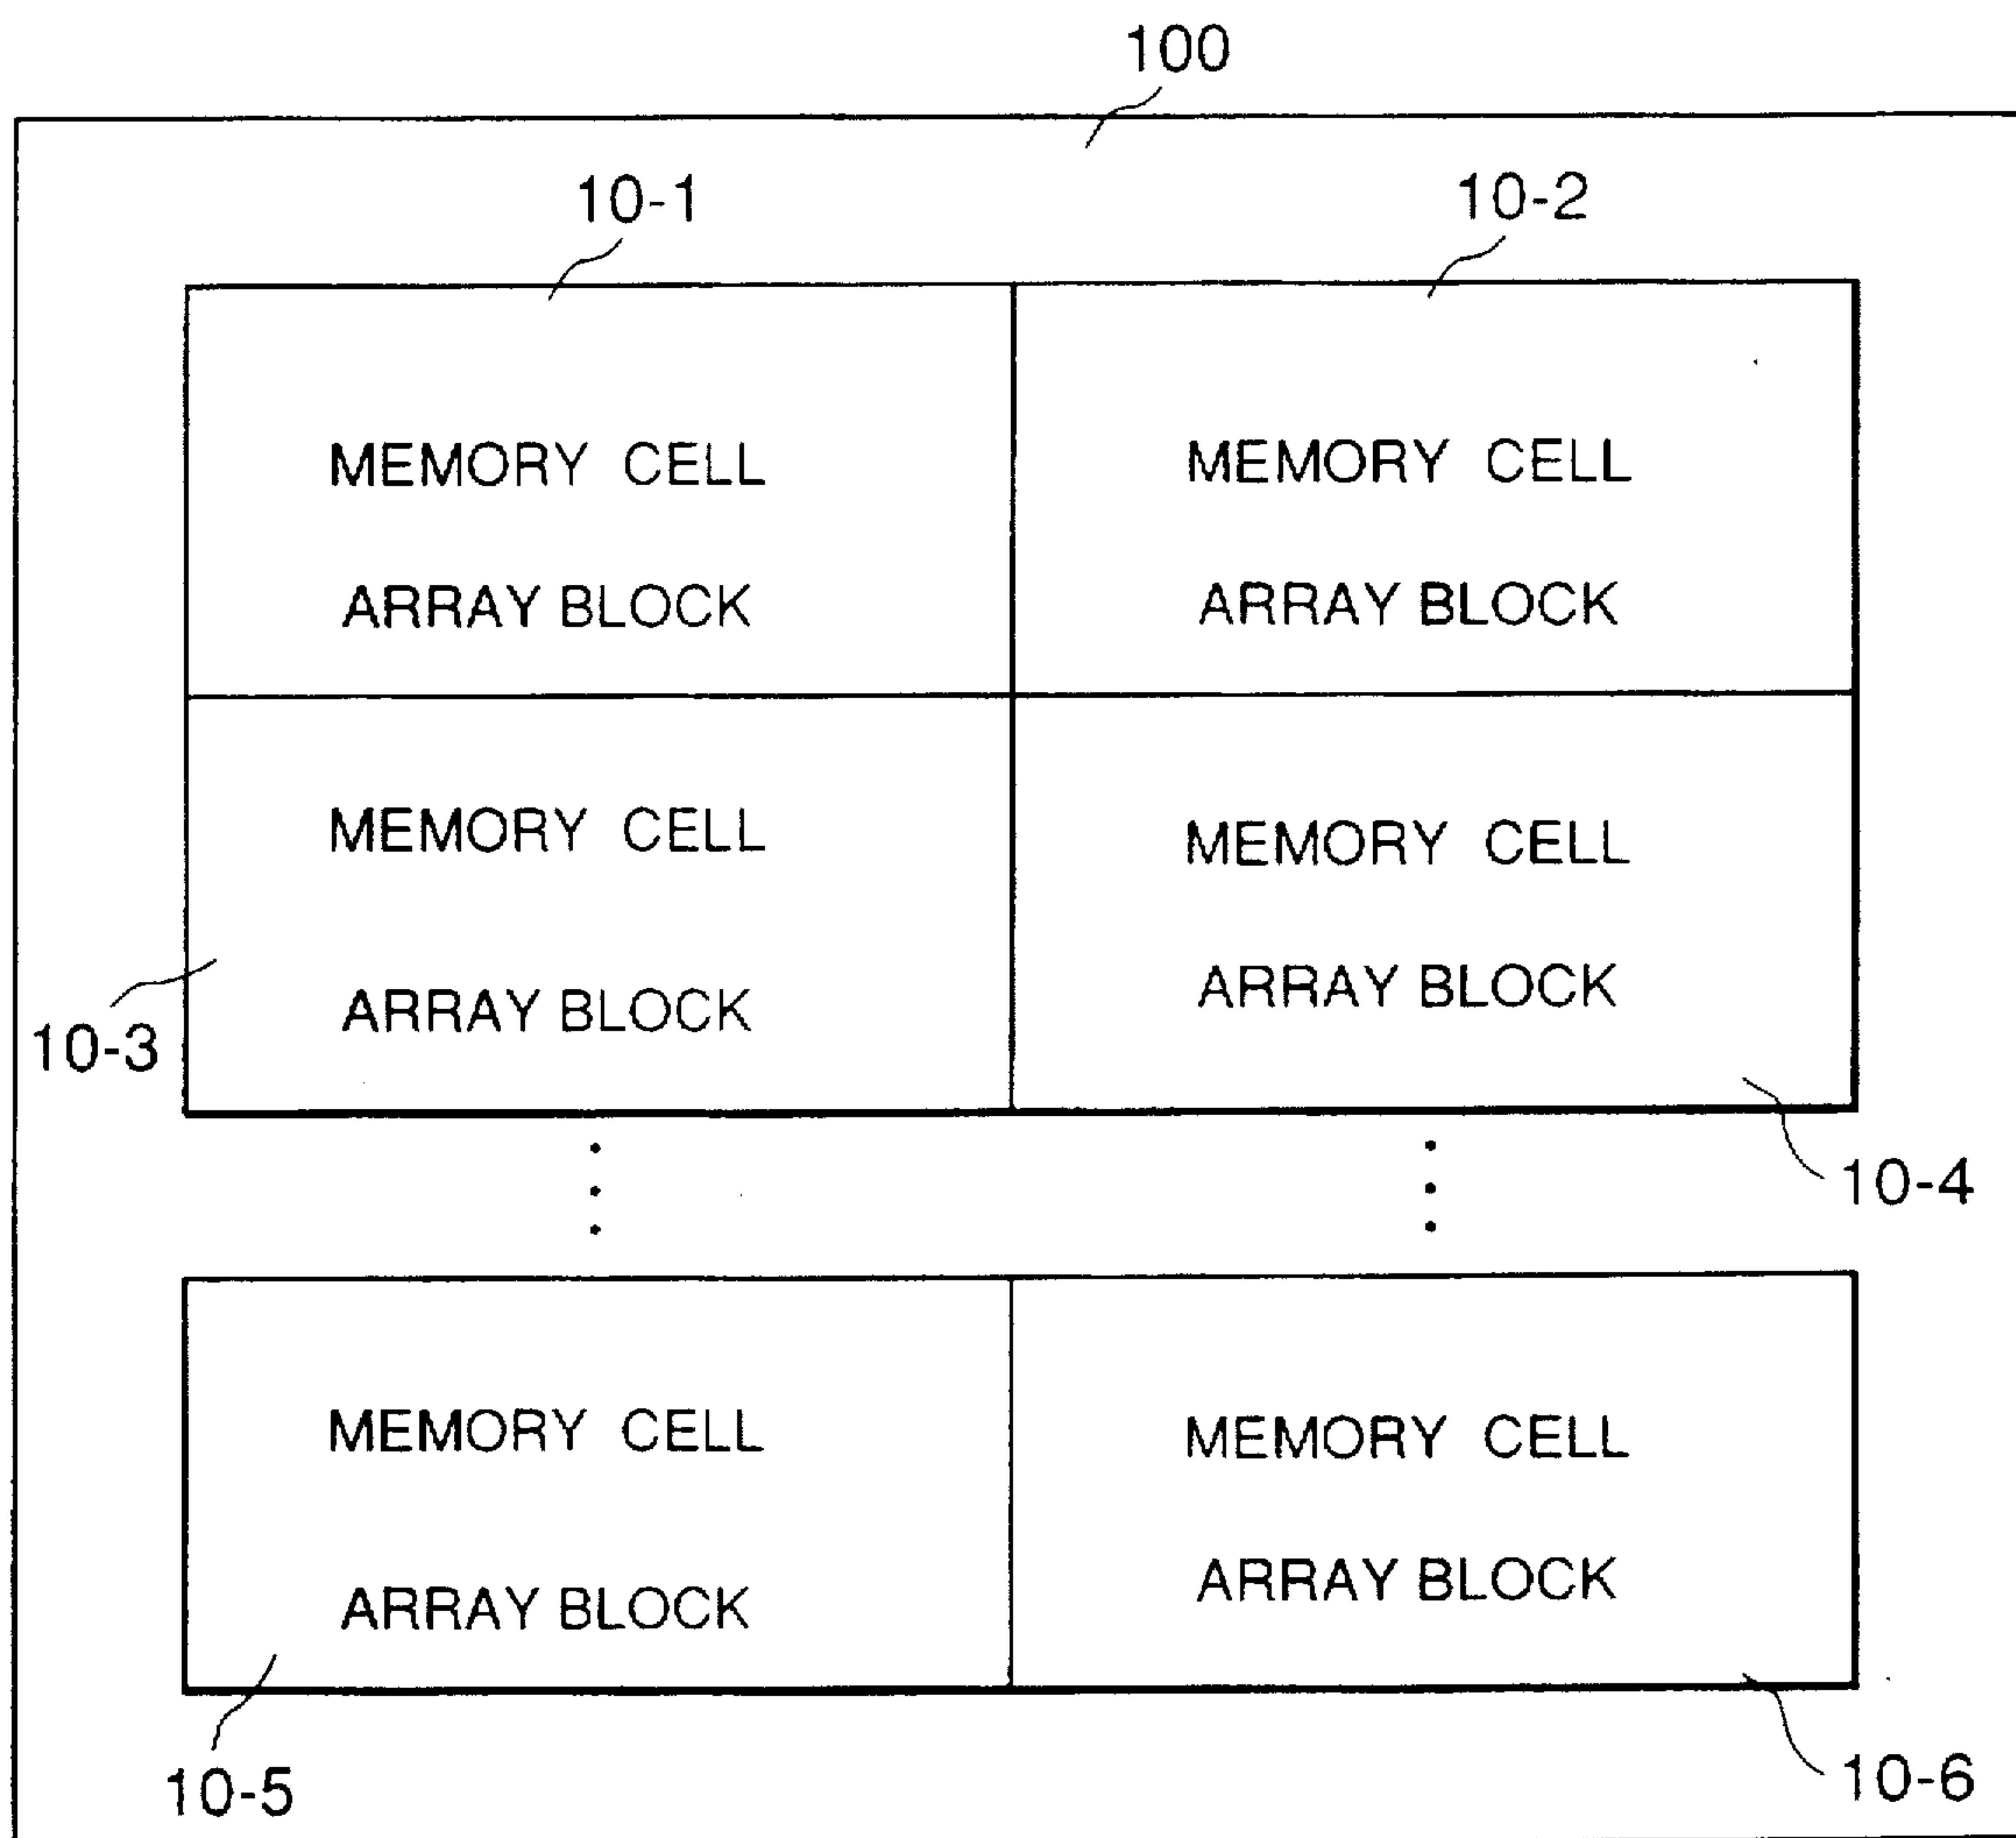 100
10-1 10-2
MEMORY CELL MEMORY CELL
ARRAY BLOCK ARRAY BLOCK
MEMORY CELL MEMORY CELL
ARRAY BLOCK ARRAY BLOCK
10-3
10-4
MEMORY CELL MEMORY CELL
ARRAY BLOCK ARRAY BLOCK
10-5 10-6